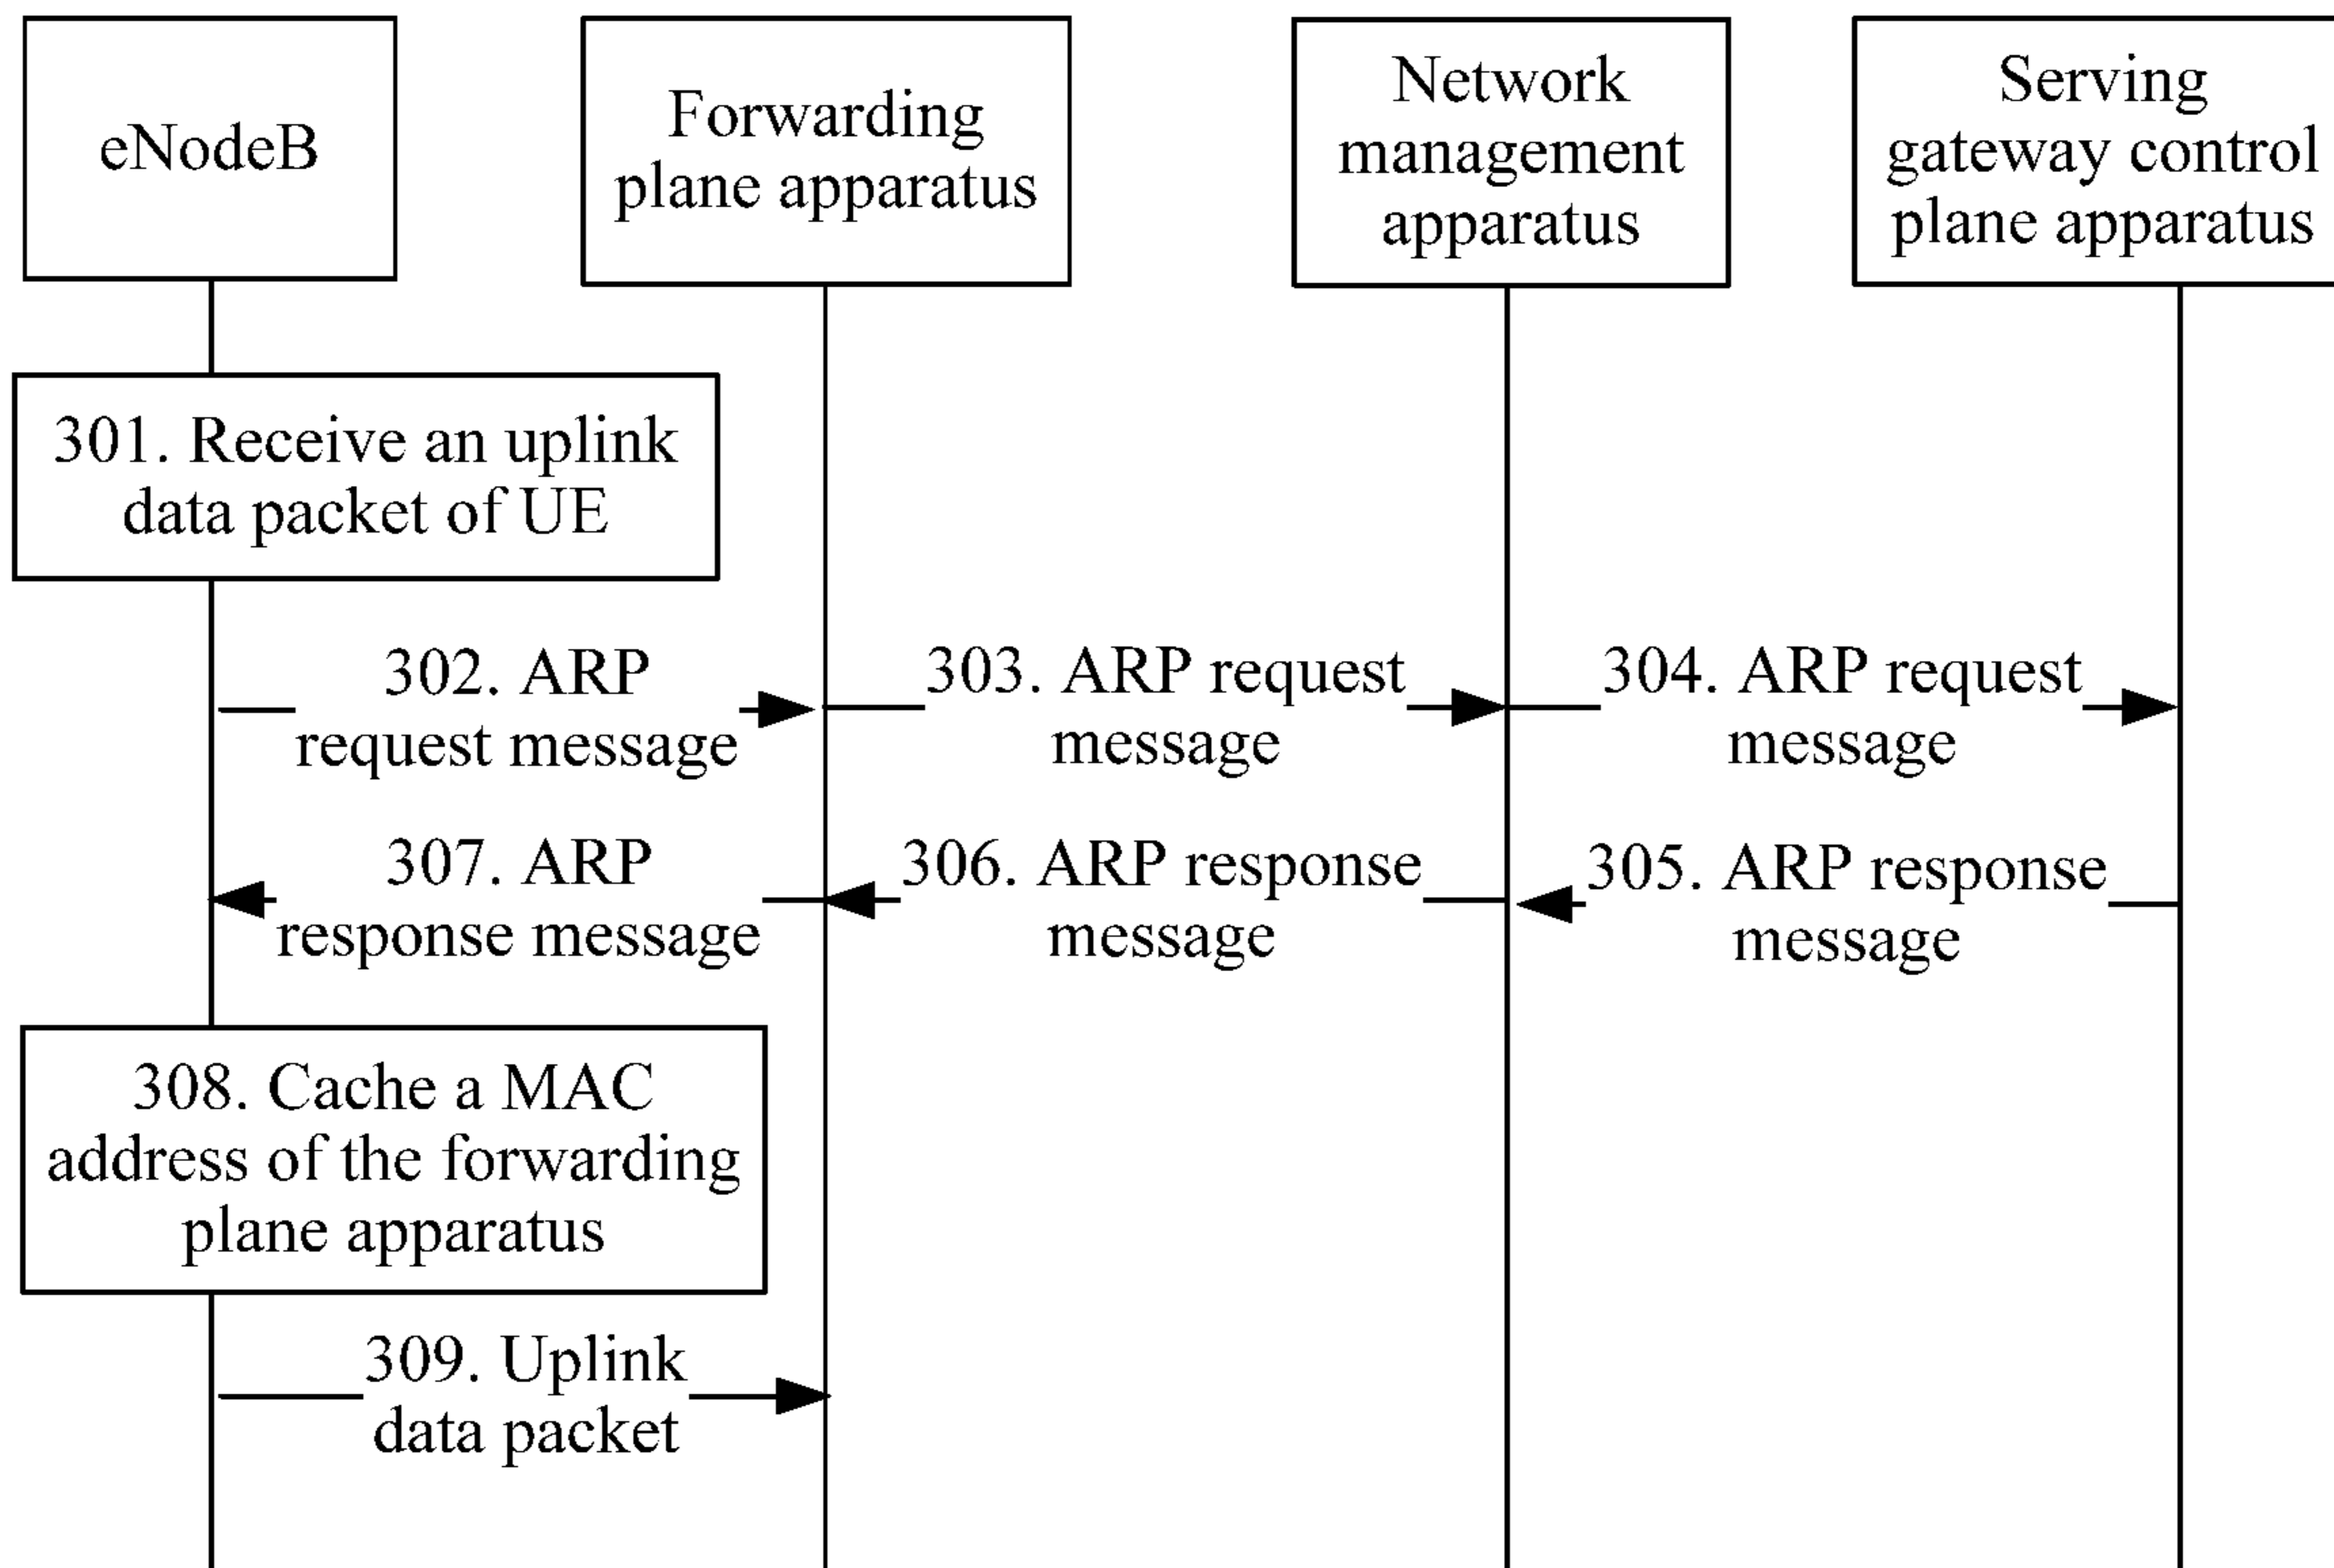 eNodeB
Forwarding
plane apparatus
Network
management
apparatus
Serving
gateway control
plane apparatus
301. Receive an uplink
data packet of UE
302. ARP
request message
303. ARP request
message
304. ARP request
message
307. ARP
response message
306. ARP response
message
305. ARP response
message
308. Cache a MAC
address of the forwarding
plane apparatus
309. Uplink
data packet